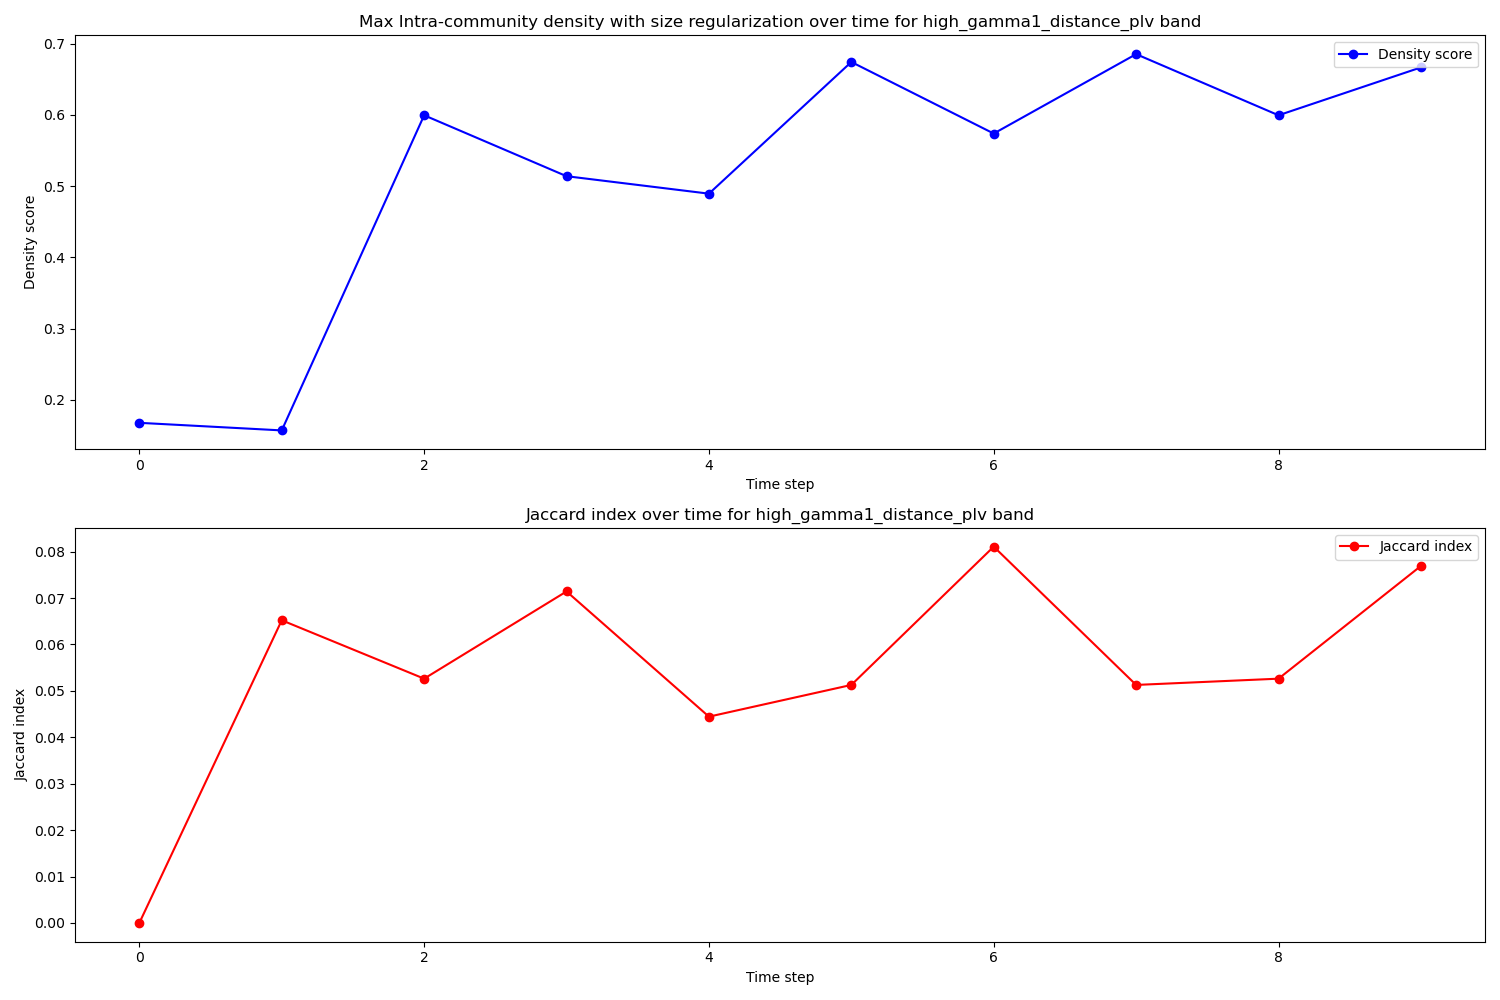 Max Intra-community density with size regularization over time for high_gamma1_distance_plv band
Density score
0.7
0.6
0.5
0.4
0.3
0.2
Density score
0 2 4 6 8
Time step
Jaccard index over time for high_gamma1_distance_plv band
Jaccard index
0.08
0.07
0.06
0.05
0.04
0.03
0.02
0.01
0.00
Jaccard index
0 2 4 6 8
Time step